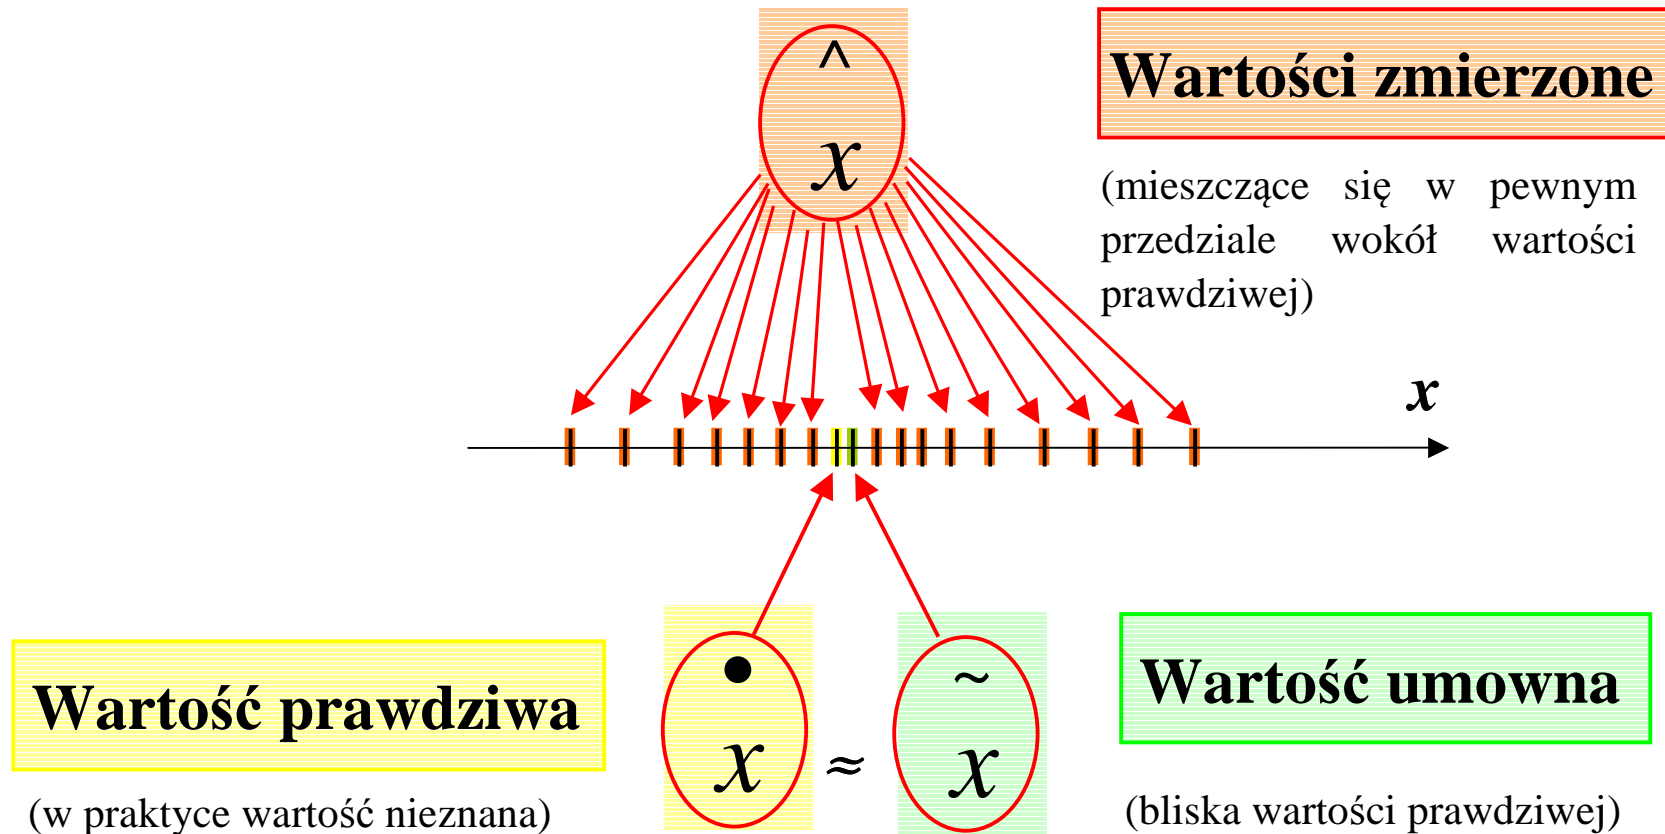 ^
x
Wartości zmierzone
(mieszczące się w pewnym
przedziale wokół wartości
prawdziwej)
x
Wartość prawdziwa
(w praktyce wartość nieznana)
•
x
≈
~
x
Wartość umowna
(bliska wartości prawdziwej)